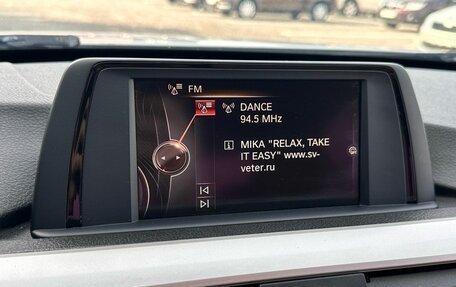 FM
DANCE
94.5 MHz
MIKA "RELAX, TAKE
IT EASY" www.sv-
veter.ru